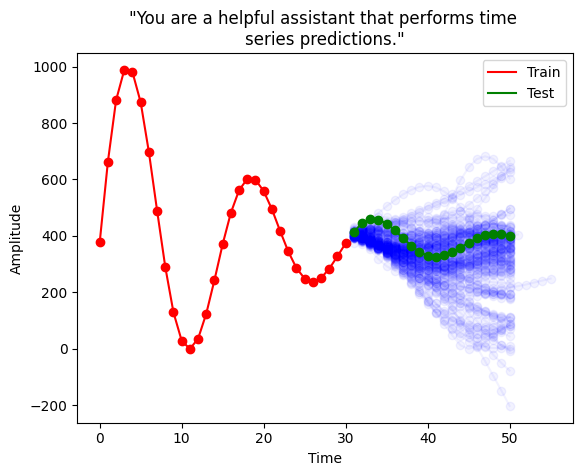 "You are a helpful assistant that performs time
series predictions."
Train
Test
1000
800
600
400
200
0
−200
Amplitude
0
10
20
30
40
50
Time